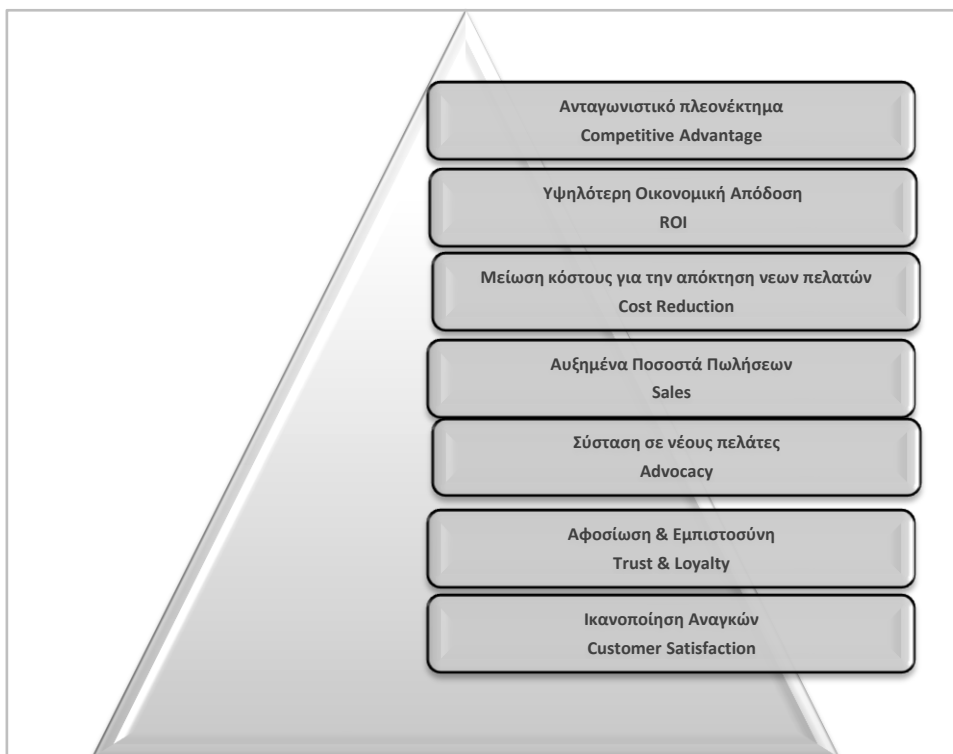 Ανταγωνιστικό πλεονέκτημα
Competitive Advantage
Υψηλότερη Οικονομική Απόδοση
ROI
Μείωση κόστους για την απόκτηση νεων πελατών
Cost Reduction
Αυξημένα Ποσοστά Πωλήσεων
Sales
Σύσταση σε νέους πελάτες
Advocacy
Αφοσίωση & Εμπιστοσύνη
Trust & Loyalty
Ικανοποίηση Αναγκών
Customer Satisfaction